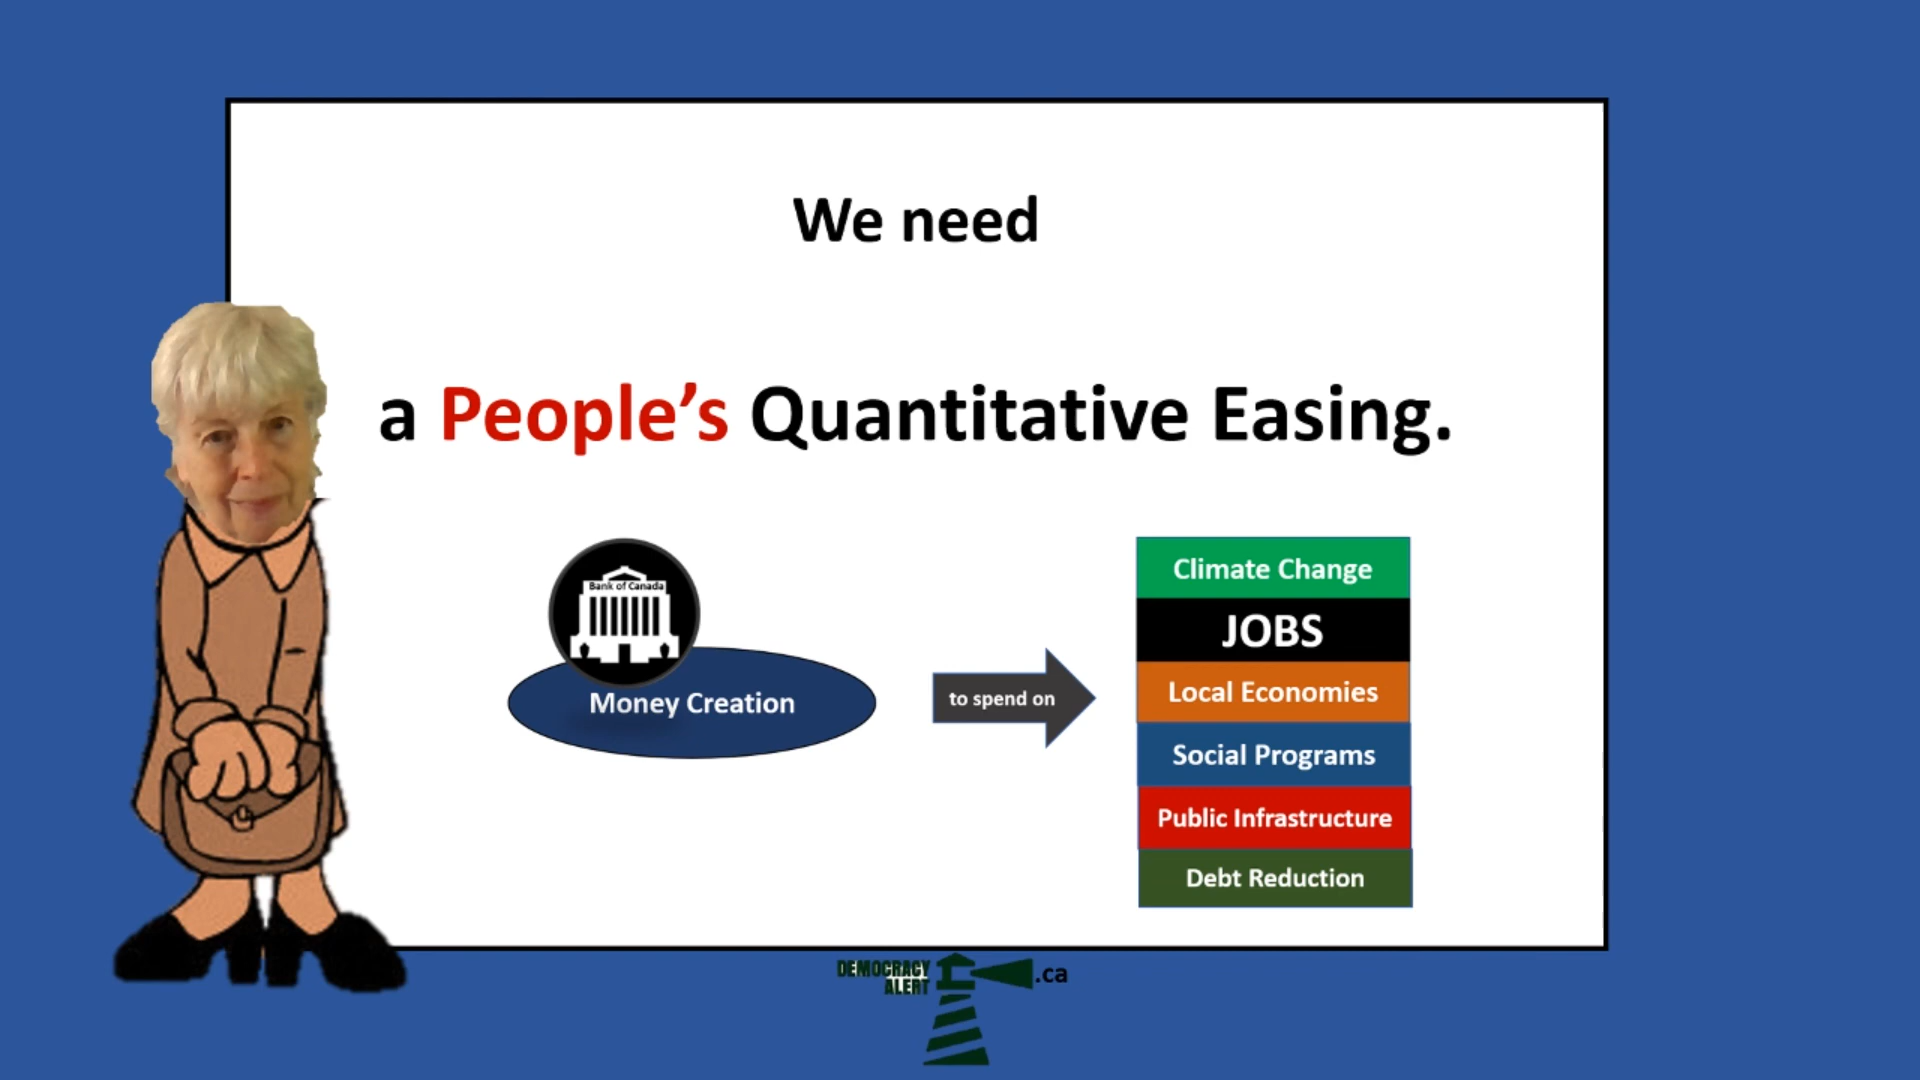 We need
a People’s Quantitative Easing.
Bank of Canada
Money Creation
to spend on
Climate Change
JOBS
Local Economies
Social Programs
Public Infrastructure
Debt Reduction
DEMOCRACY
ALERT
.ca